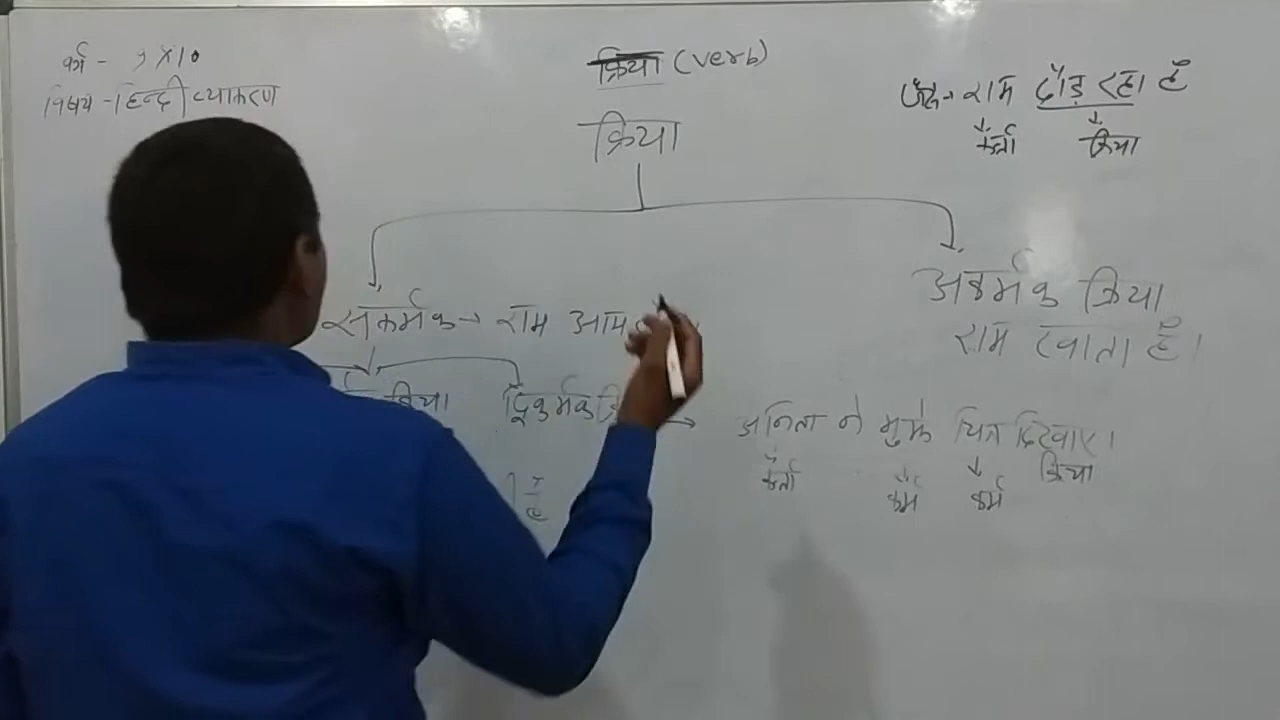 वर्ग - 9 X 10
विषय - हिन्दी व्याकरण
क्रिया (Verb)
क्रिया
राम दौड़ रहा है
कर्ता क्रिया
सकर्मक → राम आम
अकर्मक क्रिया
राम खाता है।
क्रिया द्विकर्मक →
अनिता ने मुझे चित्र दिखाए।
कर्ता कर्म कर्म क्रिया
है